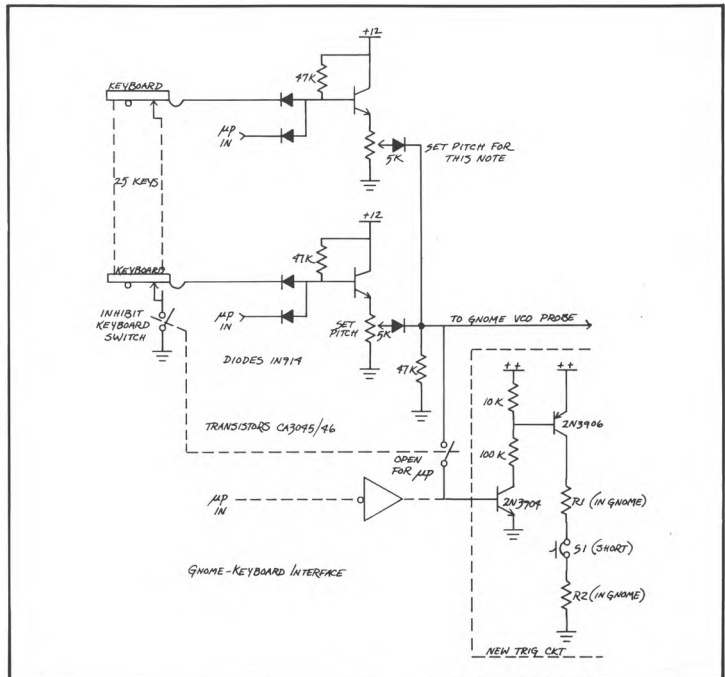 +12
47K
KEYBOARD
µP
IN
5K
SET PITCH FOR
THIS NOTE
25 KEYS
+12
47K
KEYBOARD
µP
IN
SET
PITCH
5K
TO GNOME VCO PROBE
INHIBIT
KEYBOARD
SWITCH
DIODES IN914
47K
++
++
10K
2N3906
TRANSISTORS CA3045/46
OPEN
FOR µP
100K
µP
IN
2N3904
R1 (IN GNOME)
S1 (SHORT)
GNOME-KEYBOARD INTERFACE
R2 (IN GNOME)
NEW TRIG CKT